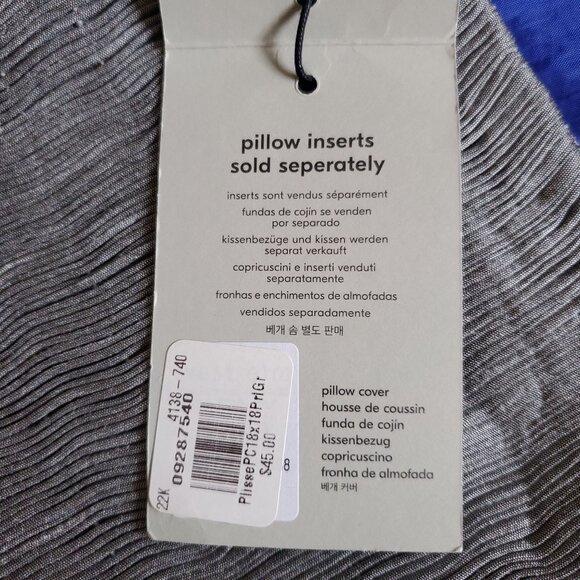 pillow inserts
sold seperately
inserts sont vendus séparément
fundas de cojín se venden
por separado
kissenbezüge und kissen werden
separat verkauft
copricuscini e inserti venduti
separatamente
fronhas e enchimentos de almofadas
vendidos separadamente
베개 솜 별도 판매
pillow cover
housse de coussin
funda de cojín
kissenbezug
copricuscino
fronha de almofada
베개 커버
22K
4138-740
09287540
PlissePC18x18PrlGr
$45.00
8